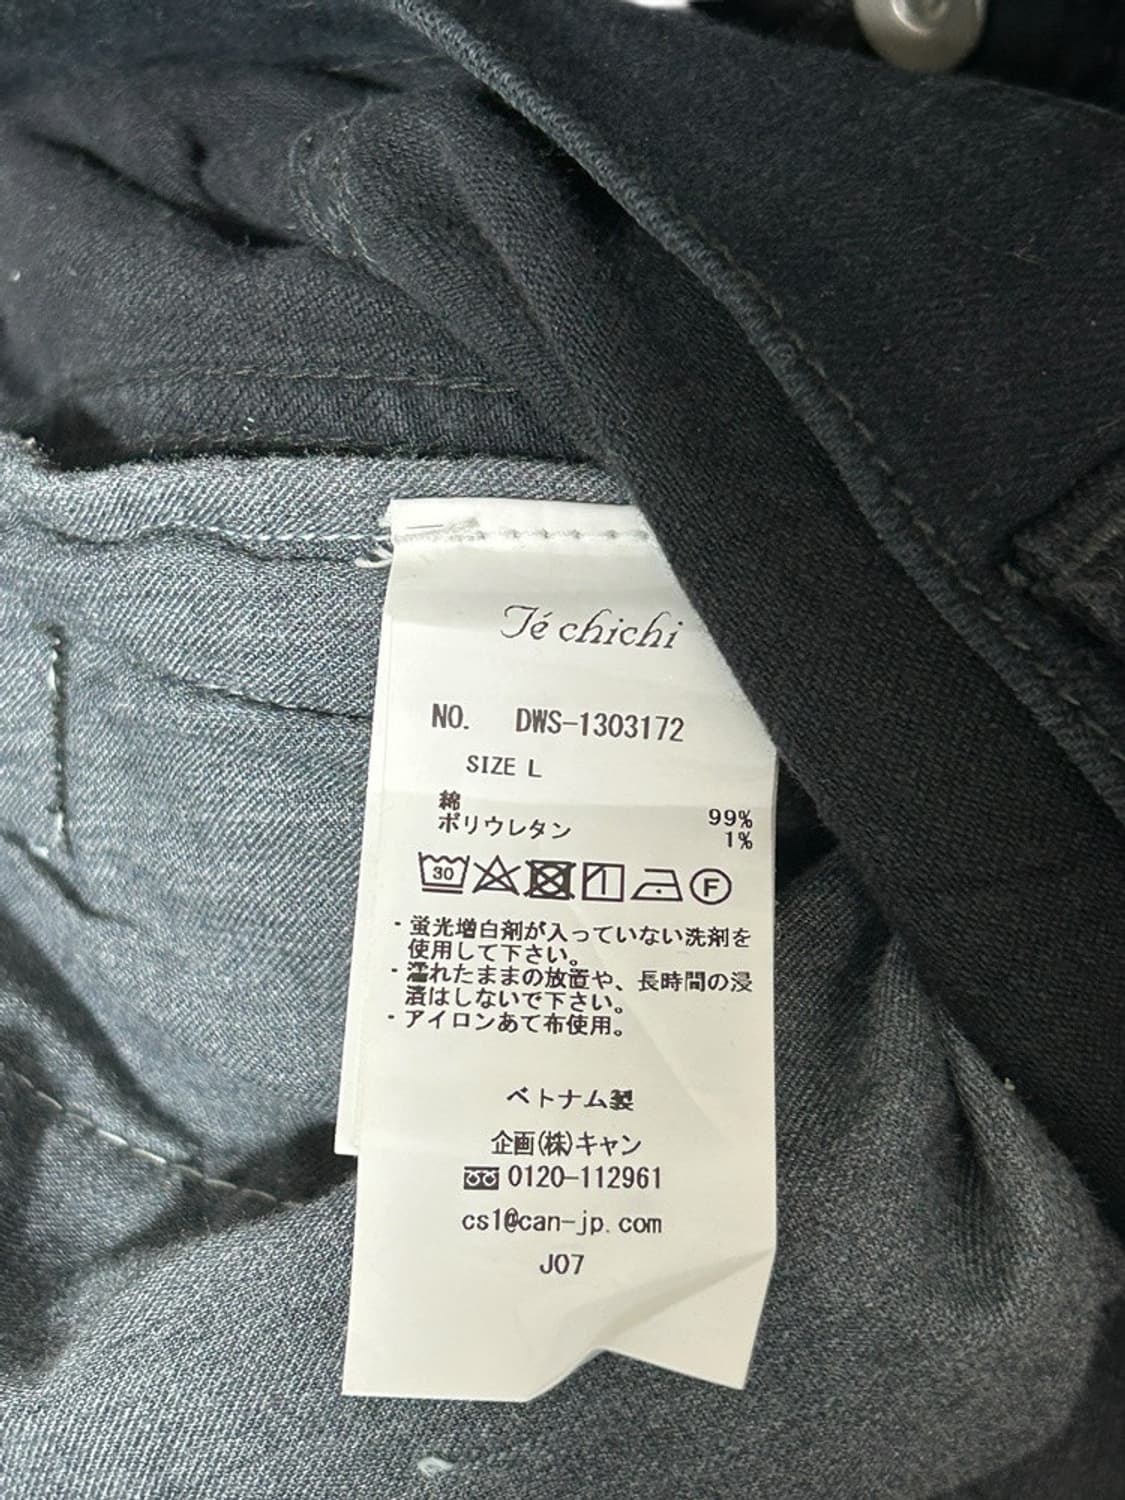 Té chichi
NO. DWS-1303172
SIZE L
綿 99%
ポリウレタン 1%
30 F
・蛍光増白剤が入っていない洗剤を
使用して下さい。
・濡れたままの放置や、長時間の浸
漬はしないで下さい。
・アイロンあて布使用。
ベトナム製
企画(株)キャン
0120-112961
cs1@can-jp.com
J07